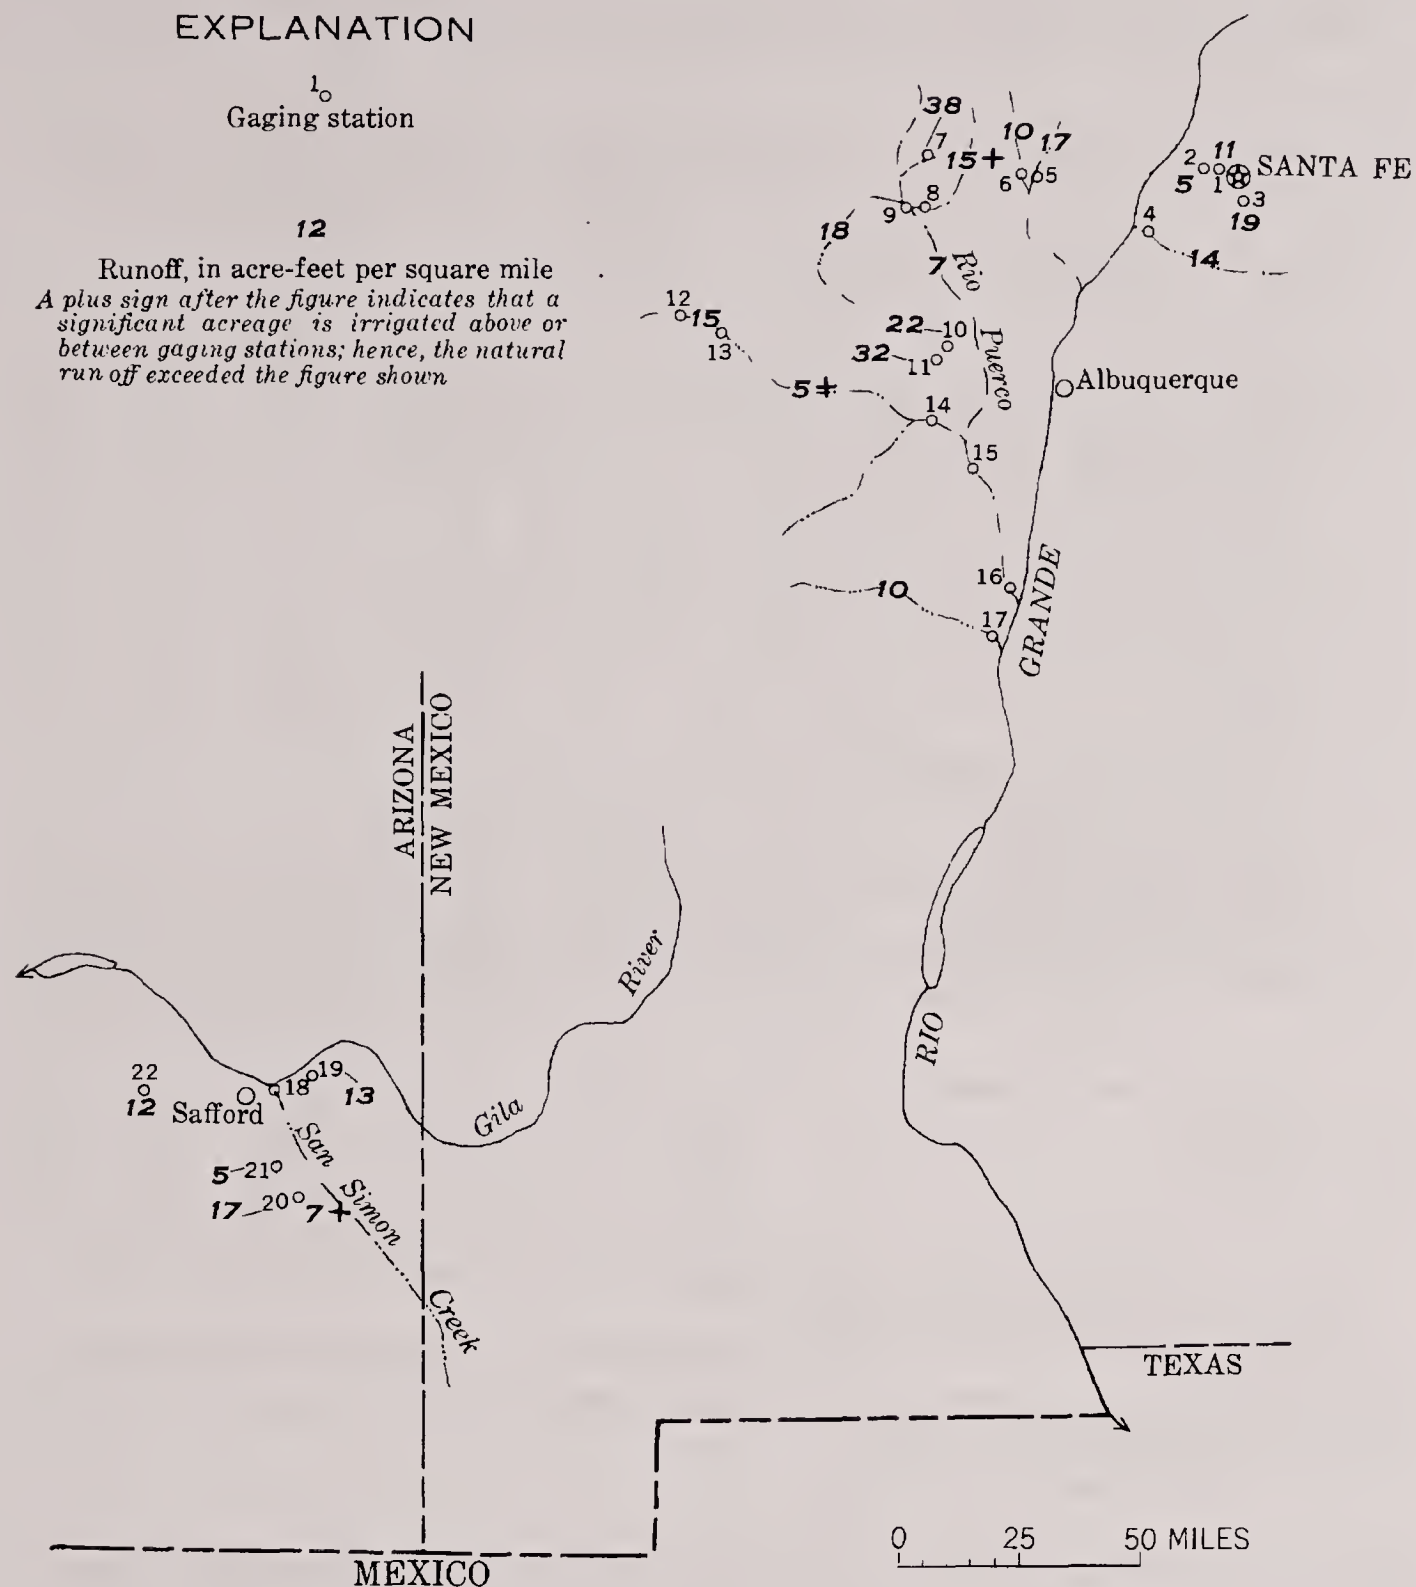 EXPLANATION
1
Gaging station
12
Runoff, in acre-feet per square mile
A plus sign after the figure indicates that a
significant acreage is irrigated above or
between gaging stations; hence, the natural
run off exceeded the figure shown
38
7
15+
10
17
6
5
2
11
5
1
SANTA FE
3
19
4
14
9
8
18
7
Rio
Puerco
12
15
13
22
10
32
11
5+
Albuquerque
14
15
16
10
17
GRANDE
ARIZONA
NEW MEXICO
River
RIO
22
12
Safford
18
19
13
Gila
San
Simon
Creek
5
21
17
20
7+
TEXAS
MEXICO
0 25 50 MILES